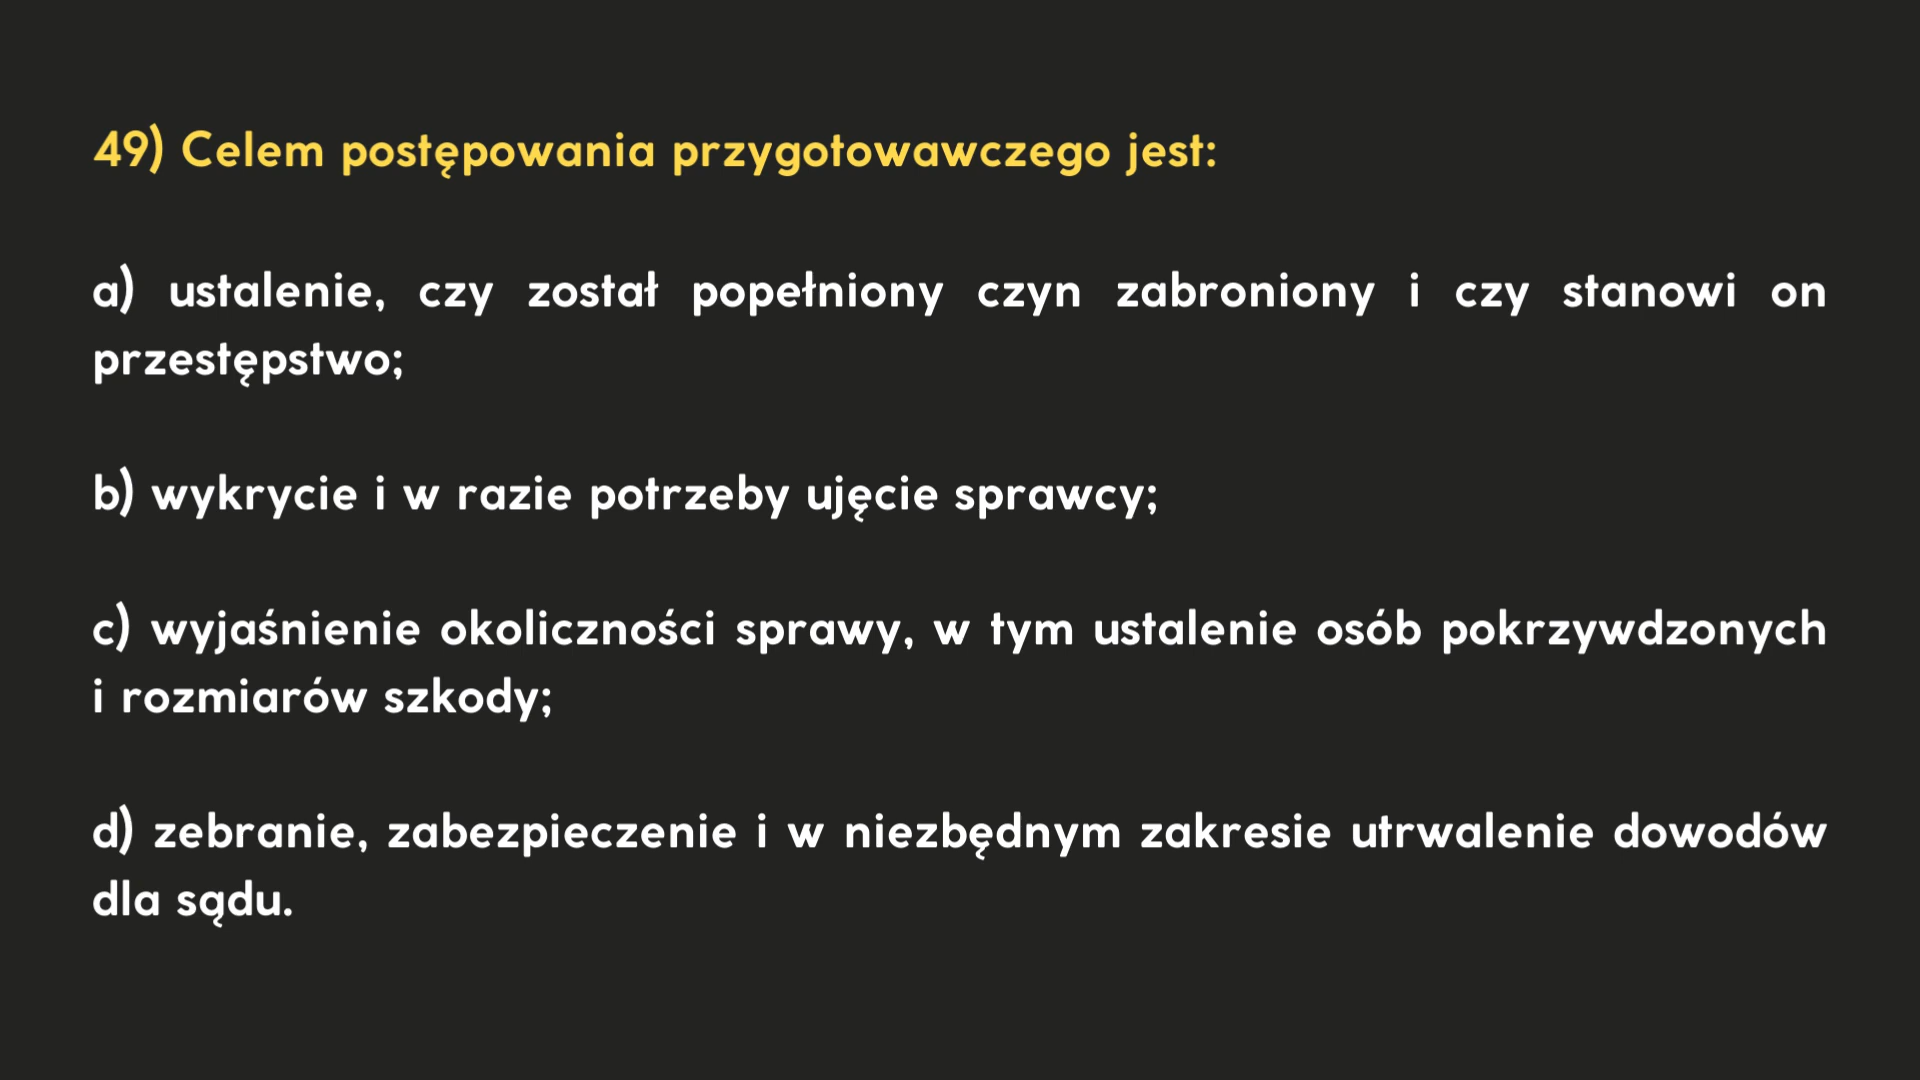 49) Celem postępowania przygotowawczego jest:
a) ustalenie, czy został popełniony czyn zabroniony i czy stanowi on
przestępstwo;
b) wykrycie i w razie potrzeby ujęcie sprawcy;
c) wyjaśnienie okoliczności sprawy, w tym ustalenie osób pokrzywdzonych
i rozmiarów szkody;
d) zebranie, zabezpieczenie i w niezbędnym zakresie utrwalenie dowodów
dla sądu.